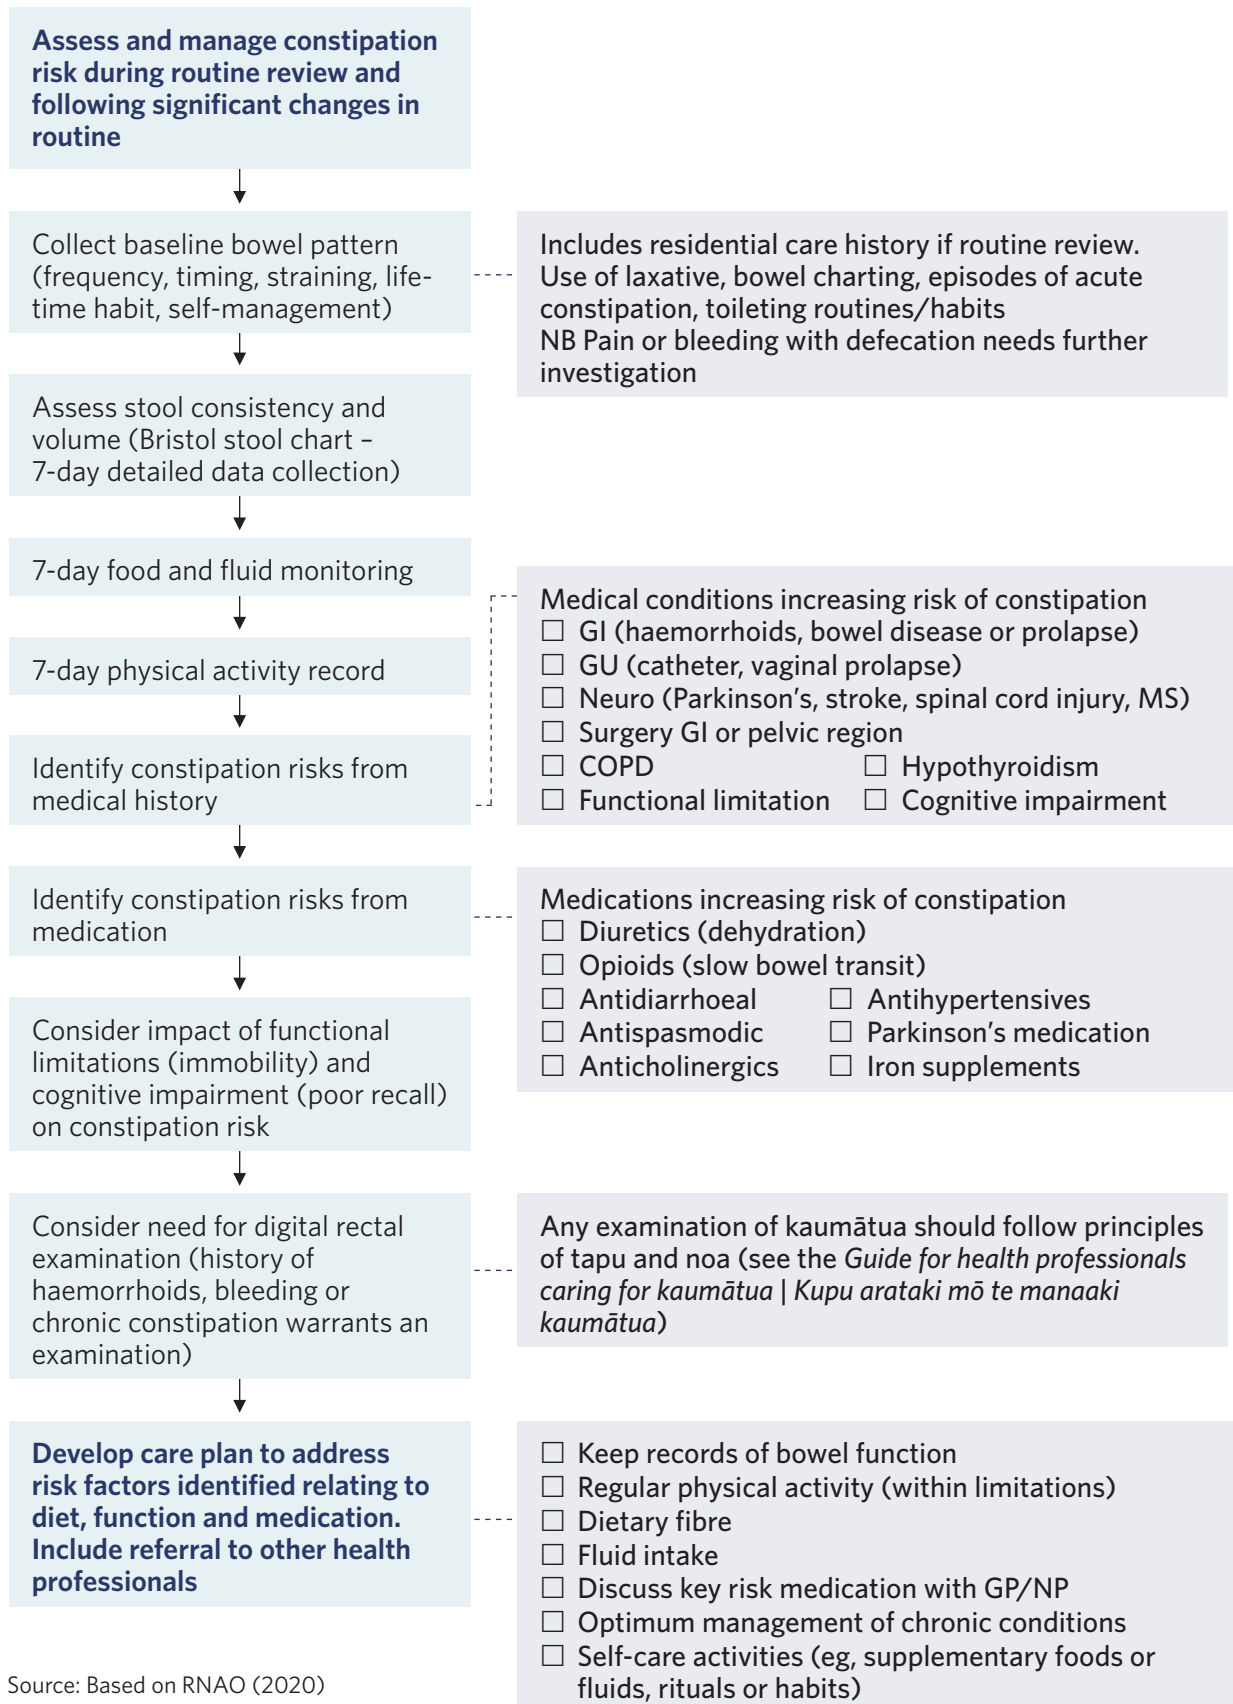 Assess and manage constipation
risk during routine review and
following significant changes in
routine
Collect baseline bowel pattern
(frequency, timing, straining, life-
time habit, self-management)
Includes residential care history if routine review.
Use of laxative, bowel charting, episodes of acute
constipation, toileting routines/habits
NB Pain or bleeding with defecation needs further
investigation
Assess stool consistency and
volume (Bristol stool chart –
7-day detailed data collection)
7-day food and fluid monitoring
7-day physical activity record
Identify constipation risks from
medical history
Medical conditions increasing risk of constipation
☐ GI (haemorrhoids, bowel disease or prolapse)
☐ GU (catheter, vaginal prolapse)
☐ Neuro (Parkinson's, stroke, spinal cord injury, MS)
☐ Surgery GI or pelvic region
☐ COPD ☐ Hypothyroidism
☐ Functional limitation ☐ Cognitive impairment
Identify constipation risks from
medication
Medications increasing risk of constipation
☐ Diuretics (dehydration)
☐ Opioids (slow bowel transit)
☐ Antidiarrhoeal ☐ Antihypertensives
☐ Antispasmodic ☐ Parkinson's medication
☐ Anticholinergics ☐ Iron supplements
Consider impact of functional
limitations (immobility) and
cognitive impairment (poor recall)
on constipation risk
Consider need for digital rectal
examination (history of
haemorrhoids, bleeding or
chronic constipation warrants an
examination)
Any examination of kaumātua should follow principles
of tapu and noa (see the Guide for health professionals
caring for kaumātua | Kupu arataki mō te manaaki
kaumātua)
Develop care plan to address
risk factors identified relating to
diet, function and medication.
Include referral to other health
professionals
☐ Keep records of bowel function
☐ Regular physical activity (within limitations)
☐ Dietary fibre
☐ Fluid intake
☐ Discuss key risk medication with GP/NP
☐ Optimum management of chronic conditions
☐ Self-care activities (eg, supplementary foods or
fluids, rituals or habits)
Source: Based on RNAO (2020)